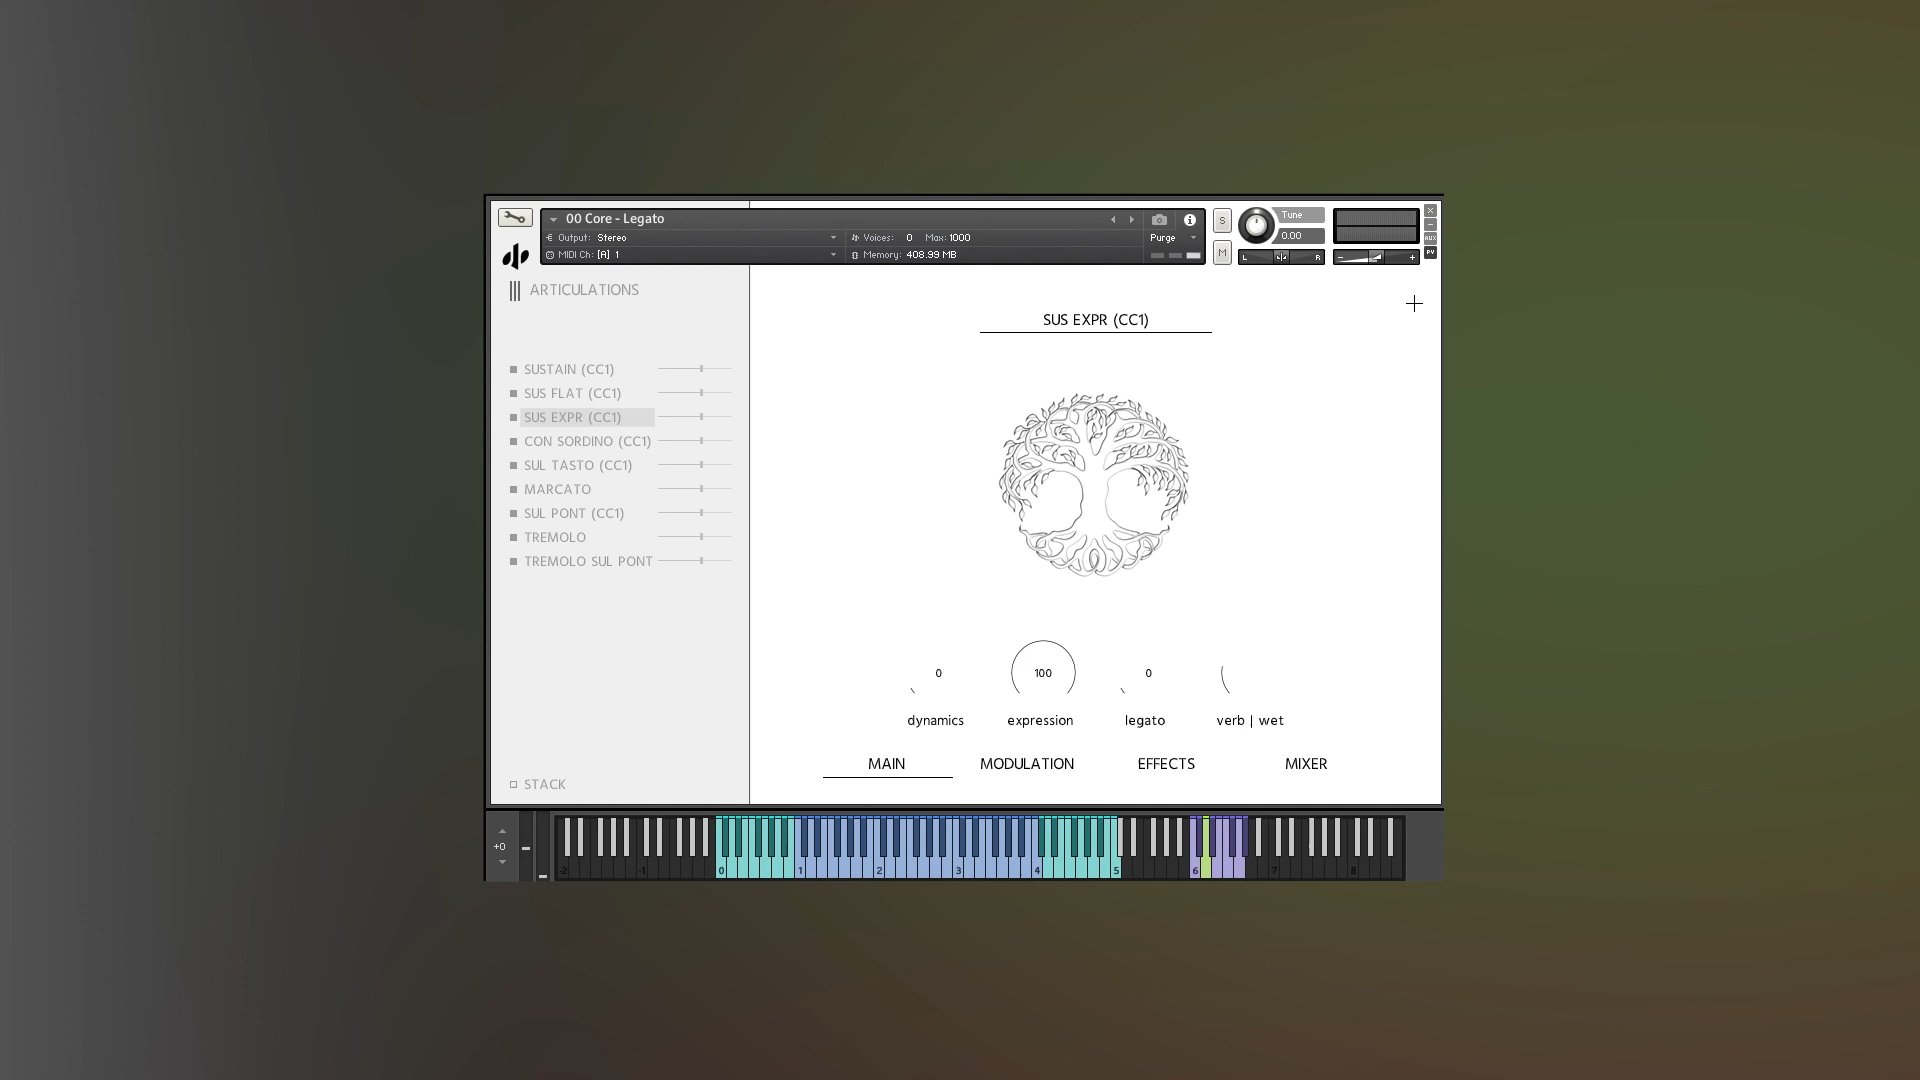 00 Core - Legato
Output: Stereo
Voices: 0 Max: 1000
Purge
MIDI Ch: [A] 1
Memory: 408.99 MB
S
M
Tune
0.00
L
R
AUX
PV
ARTICULATIONS
SUSTAIN (CC1)
SUS FLAT (CC1)
SUS EXPR (CC1)
CON SORDINO (CC1)
SUL TASTO (CC1)
MARCATO
SUL PONT (CC1)
TREMOLO
TREMOLO SUL PONT
STACK
SUS EXPR (CC1)
0 100 0
dynamics expression legato verb | wet
MAIN MODULATION EFFECTS MIXER
+0
-2 -1 0 1 2 3 4 5 6 7 8